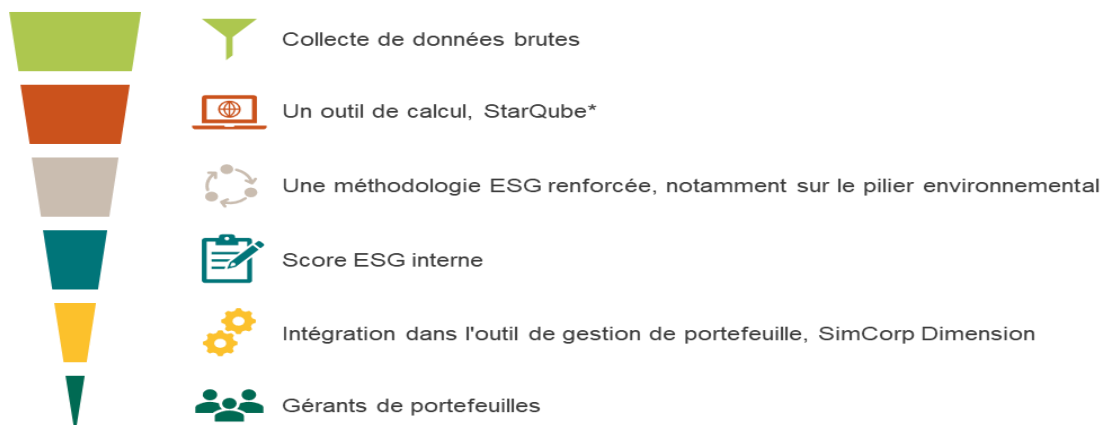 Collecte de données brutes
Un outil de calcul, StarQube*
Une méthodologie ESG renforcée, notamment sur le pilier environnemental
Score ESG interne
Intégration dans l'outil de gestion de portefeuille, SimCorp Dimension
Gérants de portefeuilles